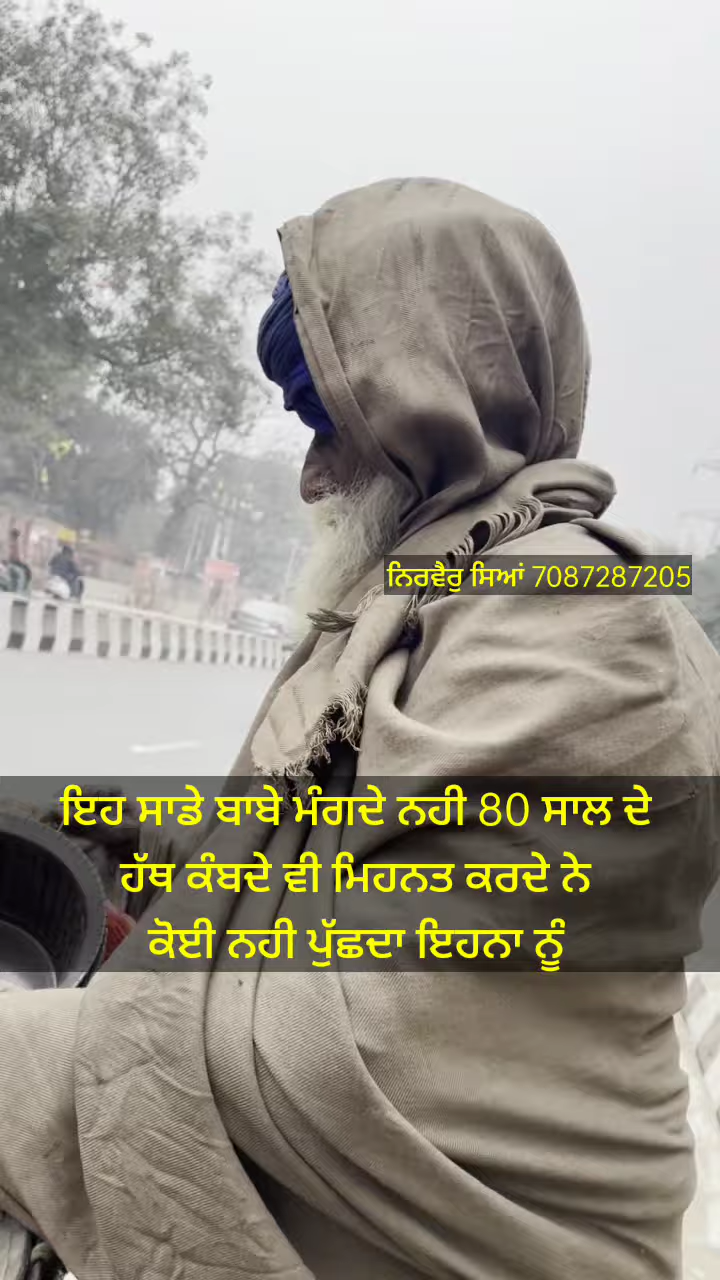 ਨਿਰਵੈਰੁ ਸਿਆਂ 7087287205
ਇਹ ਸਾਡੇ ਬਾਬੇ ਮੰਗਦੇ ਨਹੀ 80 ਸਾਲ ਦੇ
ਹੱਥ ਕੰਬਦੇ ਵੀ ਮਿਹਨਤ ਕਰਦੇ ਨੇ
ਕੋਈ ਨਹੀ ਪੁੱਛਦਾ ਇਹਨਾ ਨੂੰ